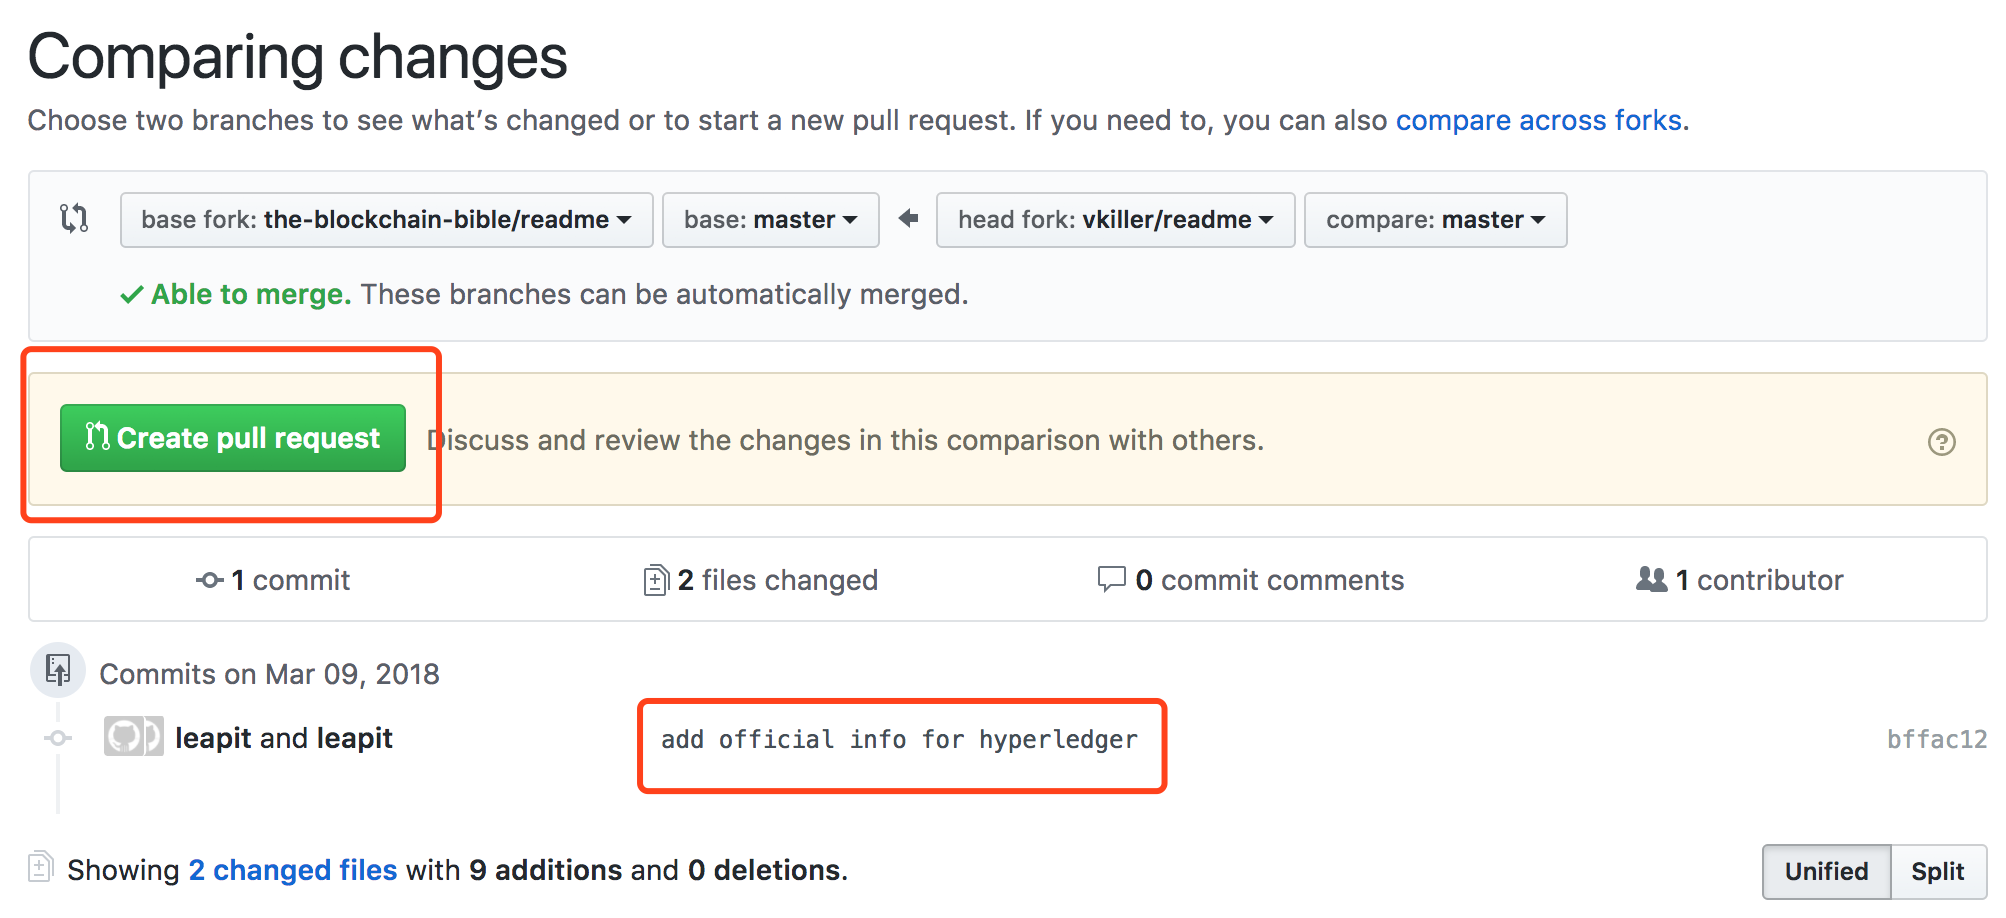 Comparing changes
Choose two branches to see what’s changed or to start a new pull request. If you need to, you can also compare across forks.
base fork: the-blockchain-bible/readme base: master head fork: vkiller/readme compare: master
Able to merge. These branches can be automatically merged.
Create pull request Discuss and review the changes in this comparison with others.
1 commit 2 files changed 0 commit comments 1 contributor
Commits on Mar 09, 2018
leapit and leapit add official info for hyperledger bffac12
Showing 2 changed files with 9 additions and 0 deletions. Unified Split